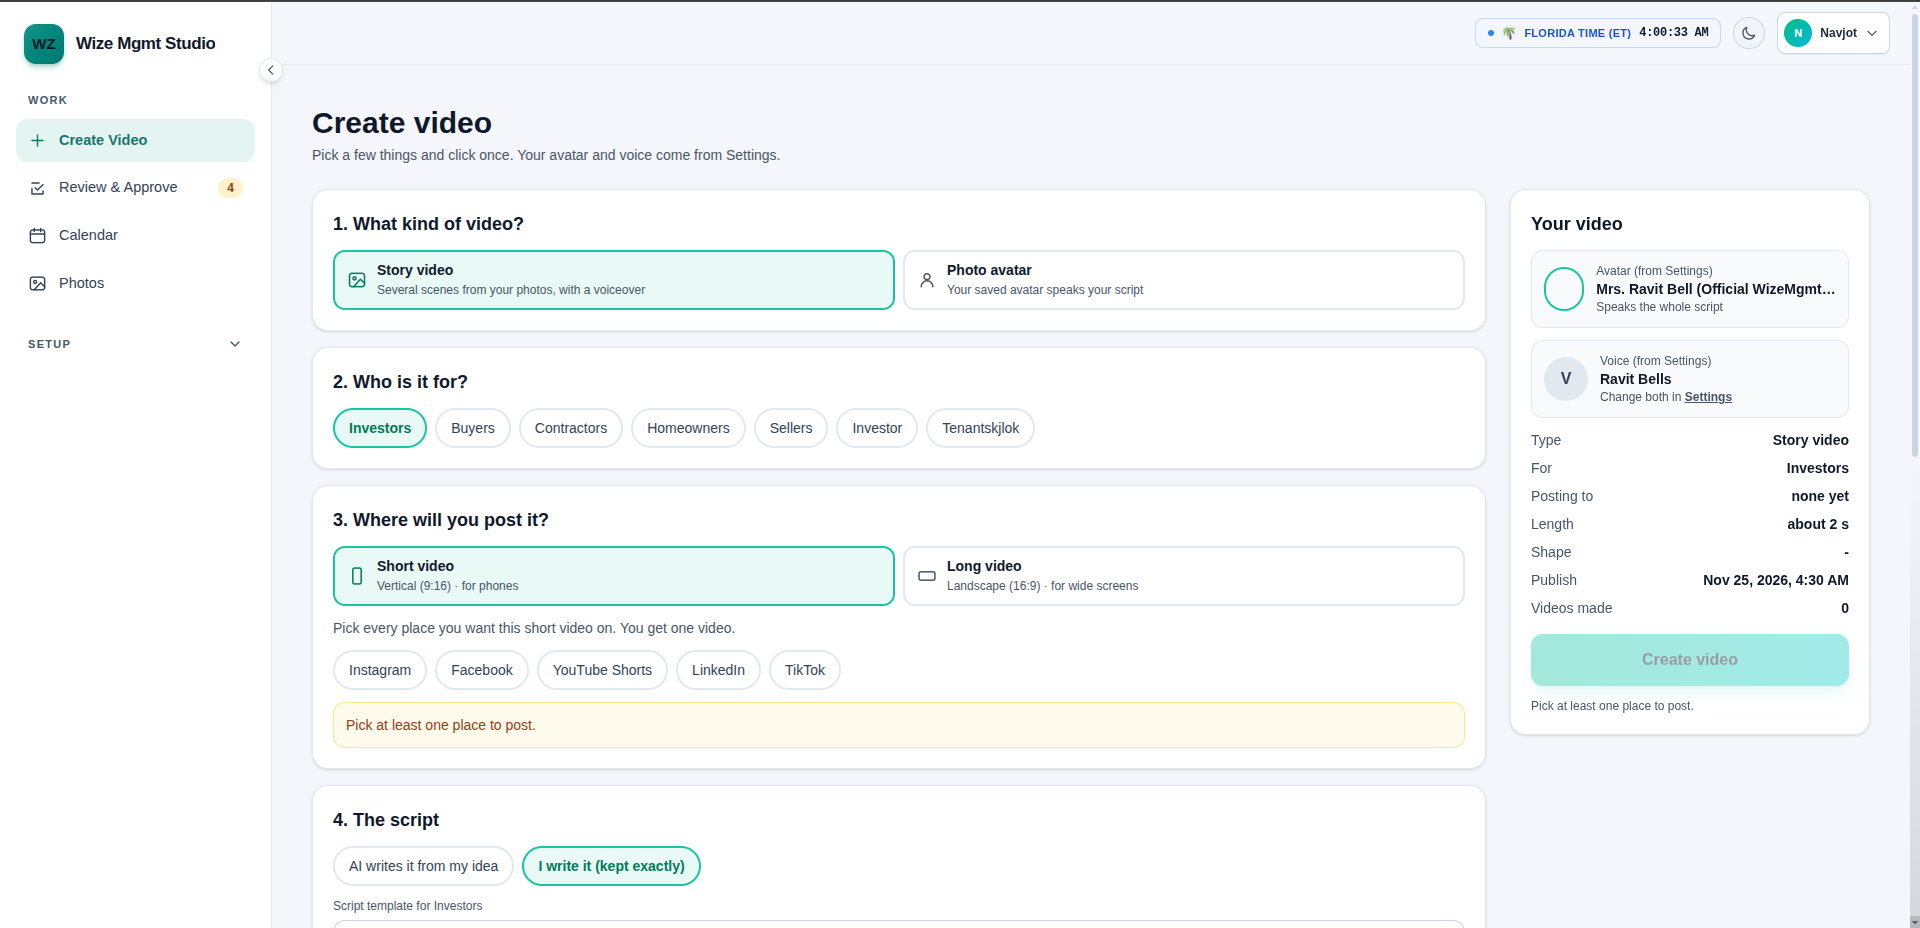 WZ
Wize Mgmt Studio
WORK
Create Video
Review & Approve
4
Calendar
Photos
SETUP
FLORIDA TIME (ET) 4:00:33 AM
N
Navjot
Create video
Pick a few things and click once. Your avatar and voice come from Settings.
1. What kind of video?
Story video
Several scenes from your photos, with a voiceover
Photo avatar
Your saved avatar speaks your script
2. Who is it for?
Investors
Buyers
Contractors
Homeowners
Sellers
Investor
Tenantskjlok
3. Where will you post it?
Short video
Vertical (9:16) · for phones
Long video
Landscape (16:9) · for wide screens
Pick every place you want this short video on. You get one video.
Instagram
Facebook
YouTube Shorts
LinkedIn
TikTok
Pick at least one place to post.
4. The script
AI writes it from my idea
I write it (kept exactly)
Script template for Investors
Your video
Avatar (from Settings)
Mrs. Ravit Bell (Official WizeMgmt…
Speaks the whole script
V
Voice (from Settings)
Ravit Bells
Change both in Settings
Type Story video
For Investors
Posting to none yet
Length about 2 s
Shape -
Publish Nov 25, 2026, 4:30 AM
Videos made 0
Create video
Pick at least one place to post.